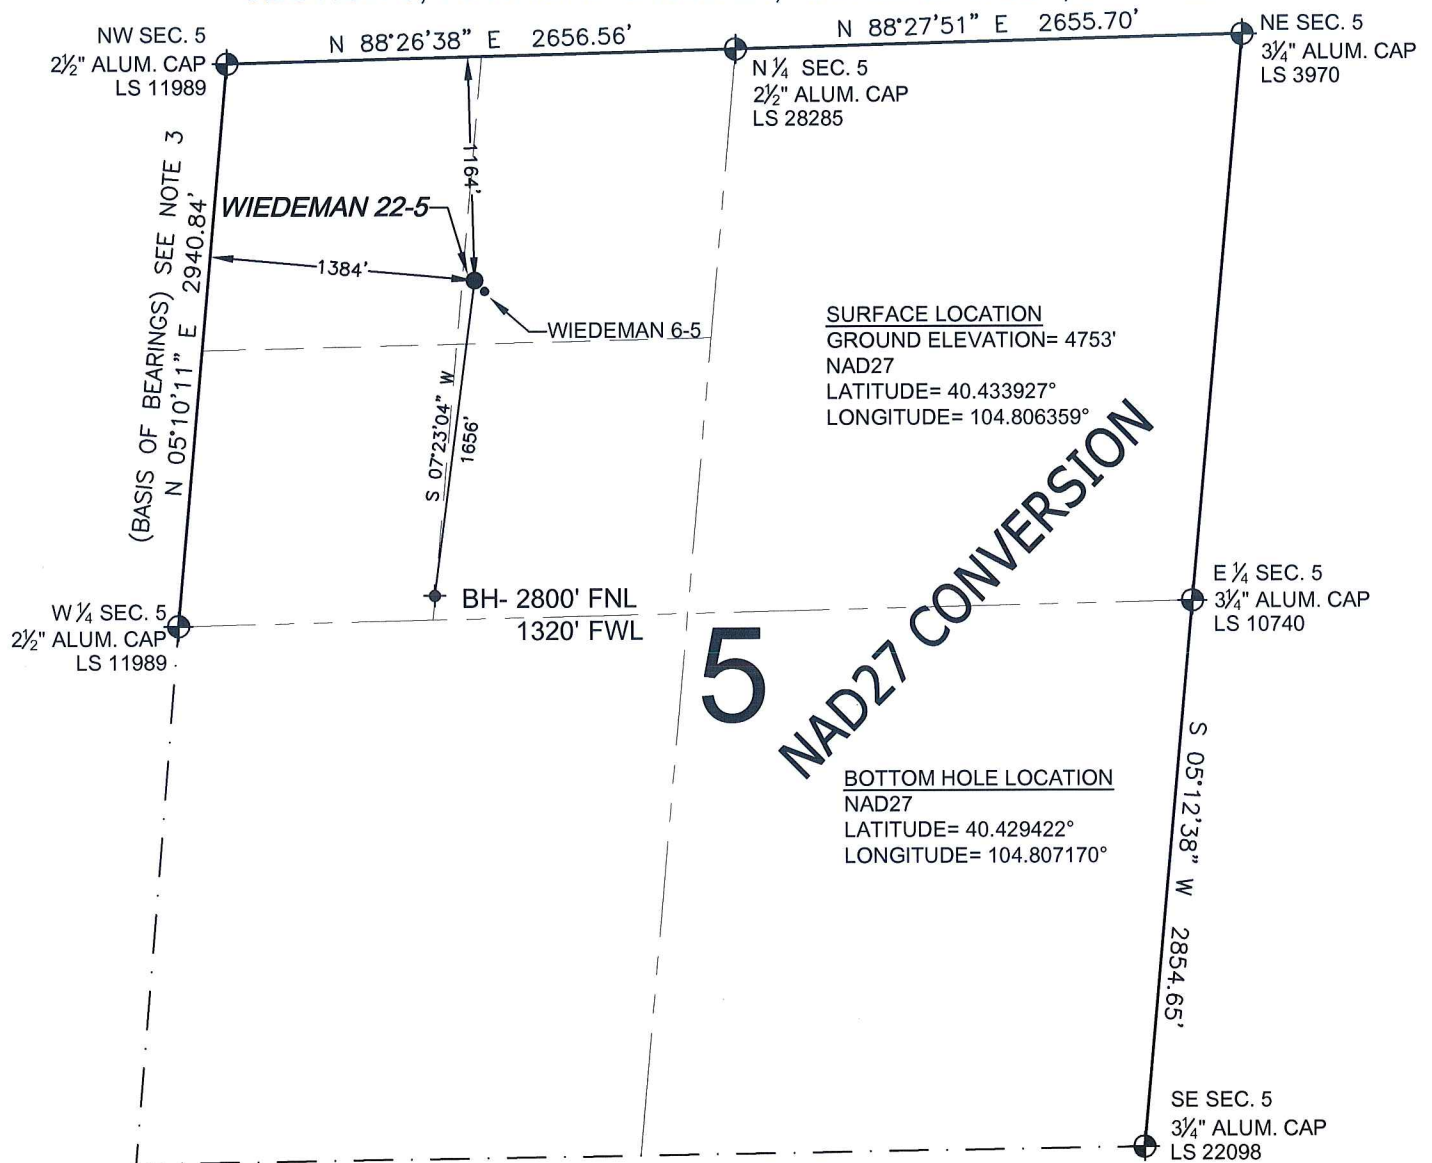 NW SEC. 5
2½" ALUM. CAP
LS 11989
N 88°26'38" E 2656.56'
N 88°27'51" E 2655.70'
NE SEC. 5
3¼" ALUM. CAP
LS 3970
N ¼ SEC. 5
2½" ALUM. CAP
LS 28285
(BASIS OF BEARINGS) SEE NOTE 3
N 05°10'11" E 2940.84'
1164'
WIEDEMAN 22-5
1384'
WIEDEMAN 6-5
SURFACE LOCATION
GROUND ELEVATION= 4753'
NAD27
LATITUDE= 40.433927°
LONGITUDE= 104.806359°
S 07°23'04" W
1656'
NAD27 CONVERSION
BH- 2800' FNL
1320' FWL
W ¼ SEC. 5
2½" ALUM. CAP
LS 11989
E ¼ SEC. 5
3¼" ALUM. CAP
LS 10740
5
BOTTOM HOLE LOCATION
NAD27
LATITUDE= 40.429422°
LONGITUDE= 104.807170°
S 05°12'38" W 2854.65'
SE SEC. 5
3¼" ALUM. CAP
LS 22098